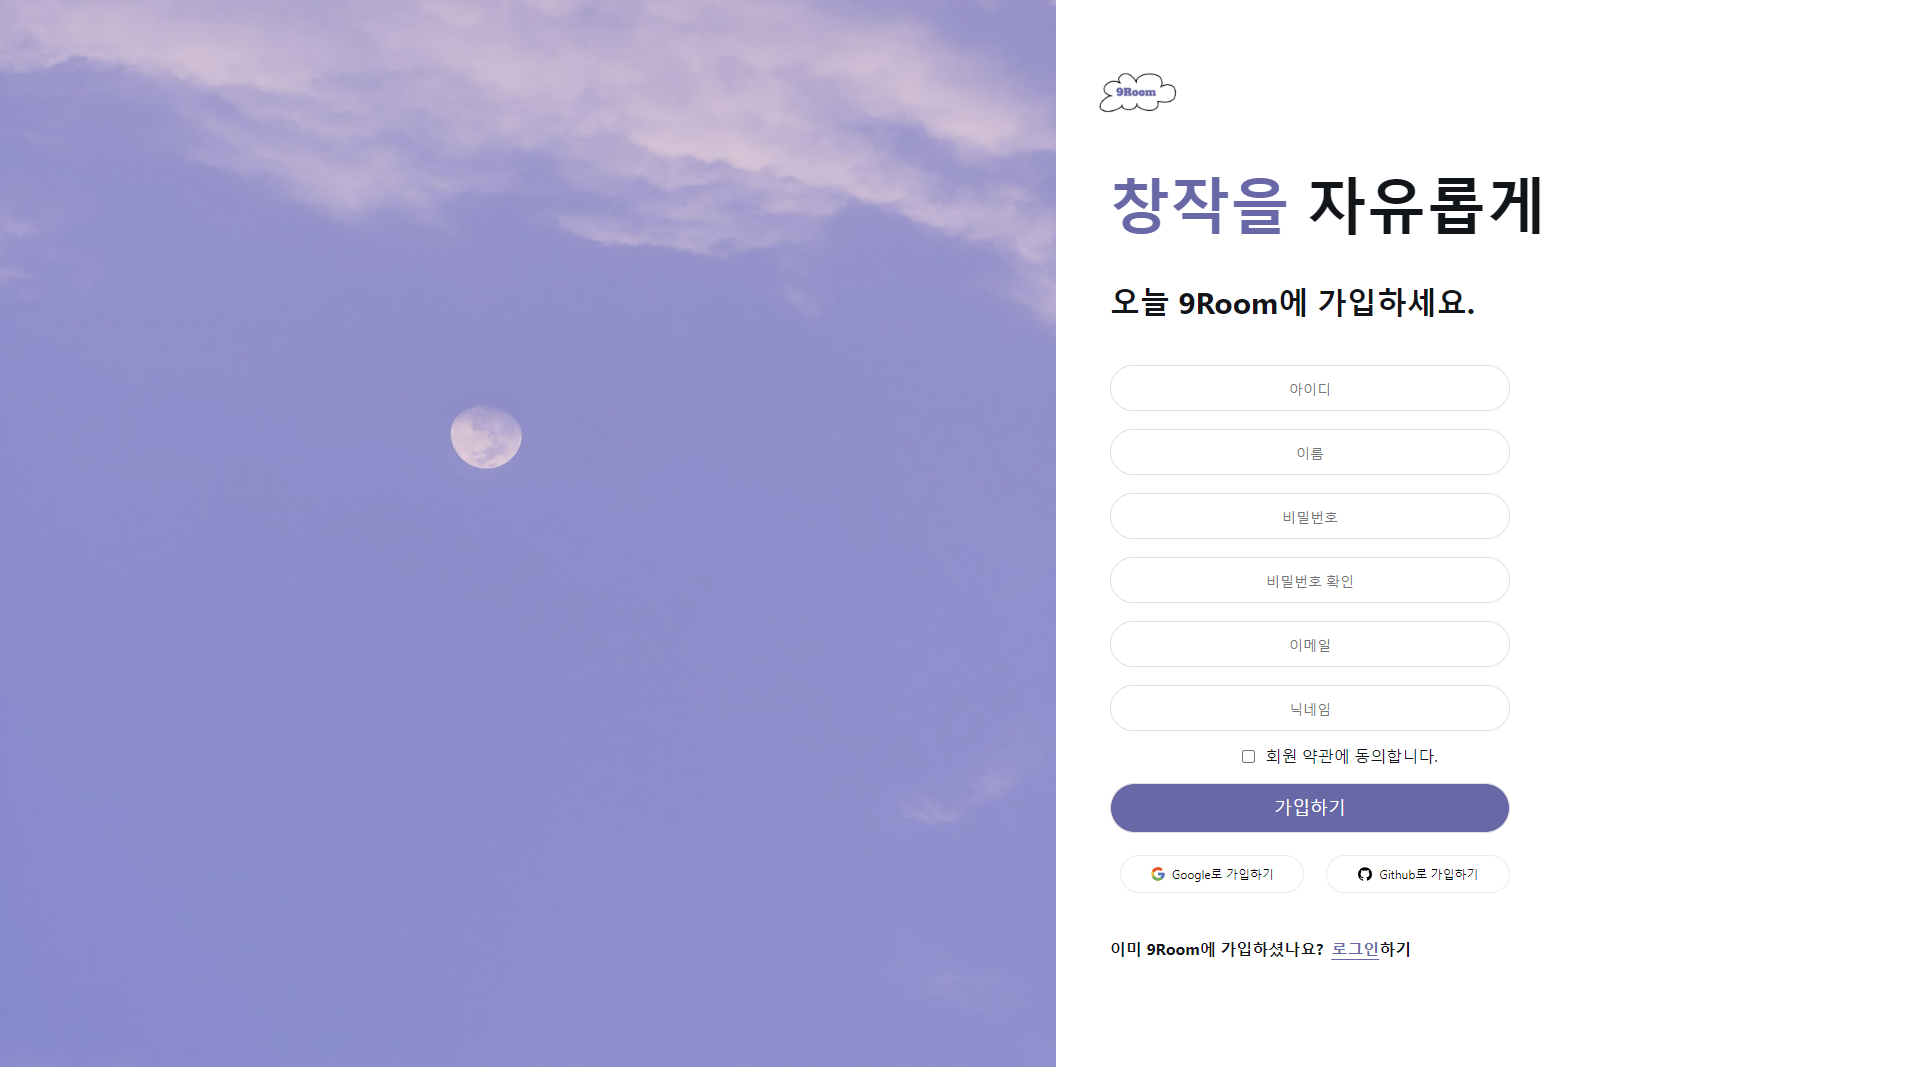 9Room
창작을 자유롭게
오늘 9Room에 가입하세요.
아이디
이름
비밀번호
비밀번호 확인
이메일
닉네임
회원 약관에 동의합니다.
가입하기
Google로 가입하기
Github로 가입하기
이미 9Room에 가입하셨나요? 로그인하기